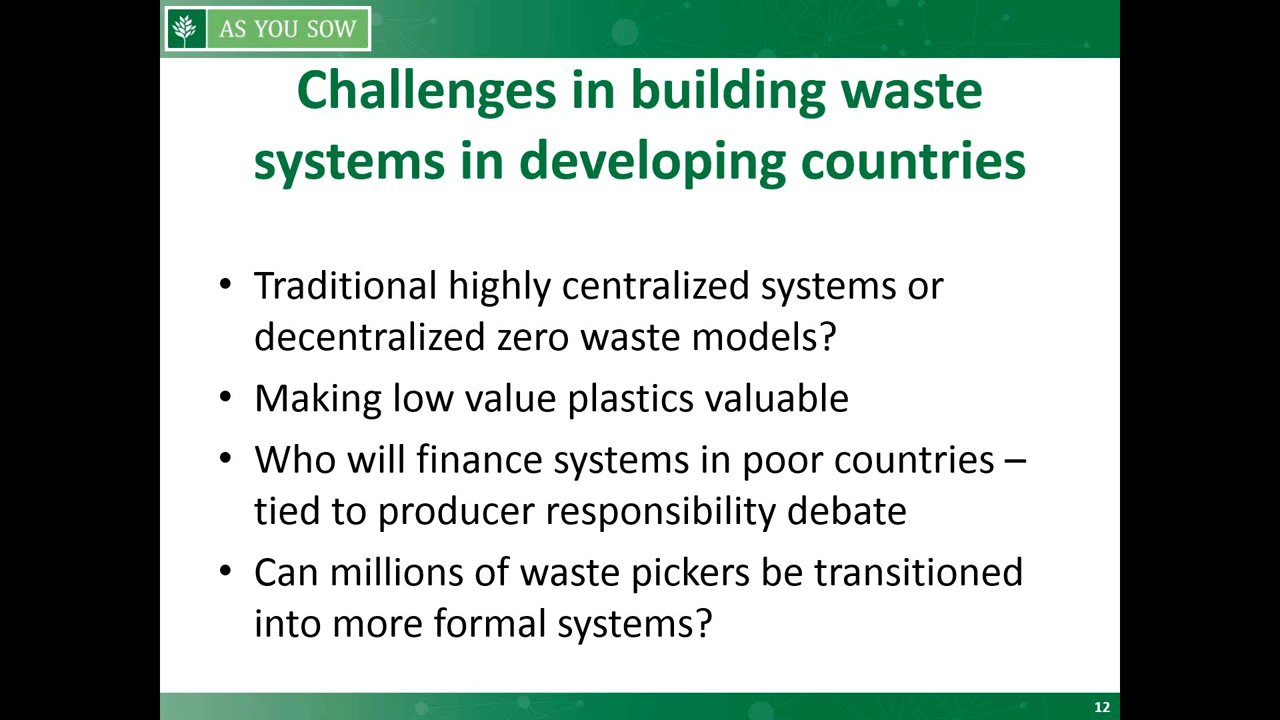 AS YOU SOW
Challenges in building waste
systems in developing countries
• Traditional highly centralized systems or
decentralized zero waste models?
• Making low value plastics valuable
• Who will finance systems in poor countries –
tied to producer responsibility debate
• Can millions of waste pickers be transitioned
into more formal systems?
12